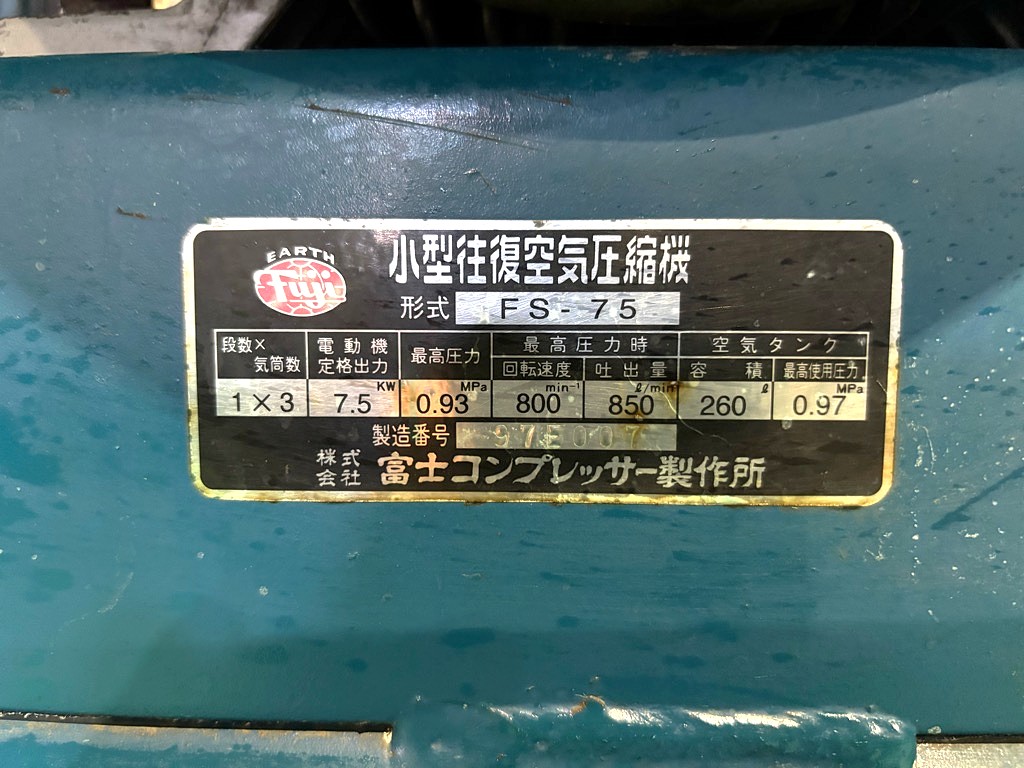 EARTH
Fuji
小型往復空気圧縮機
形式 FS-75
段数×気筒数 電動機定格出力 最高圧力 最高圧力時 空気タンク
回転速度 吐出量 容積 最高使用圧力
1×3 7.5 KW 0.93 MPa 800 min⁻¹ 850 ℓ/min 260 ℓ 0.97 MPa
製造番号 97E007
株式会社 富士コンプレッサー製作所